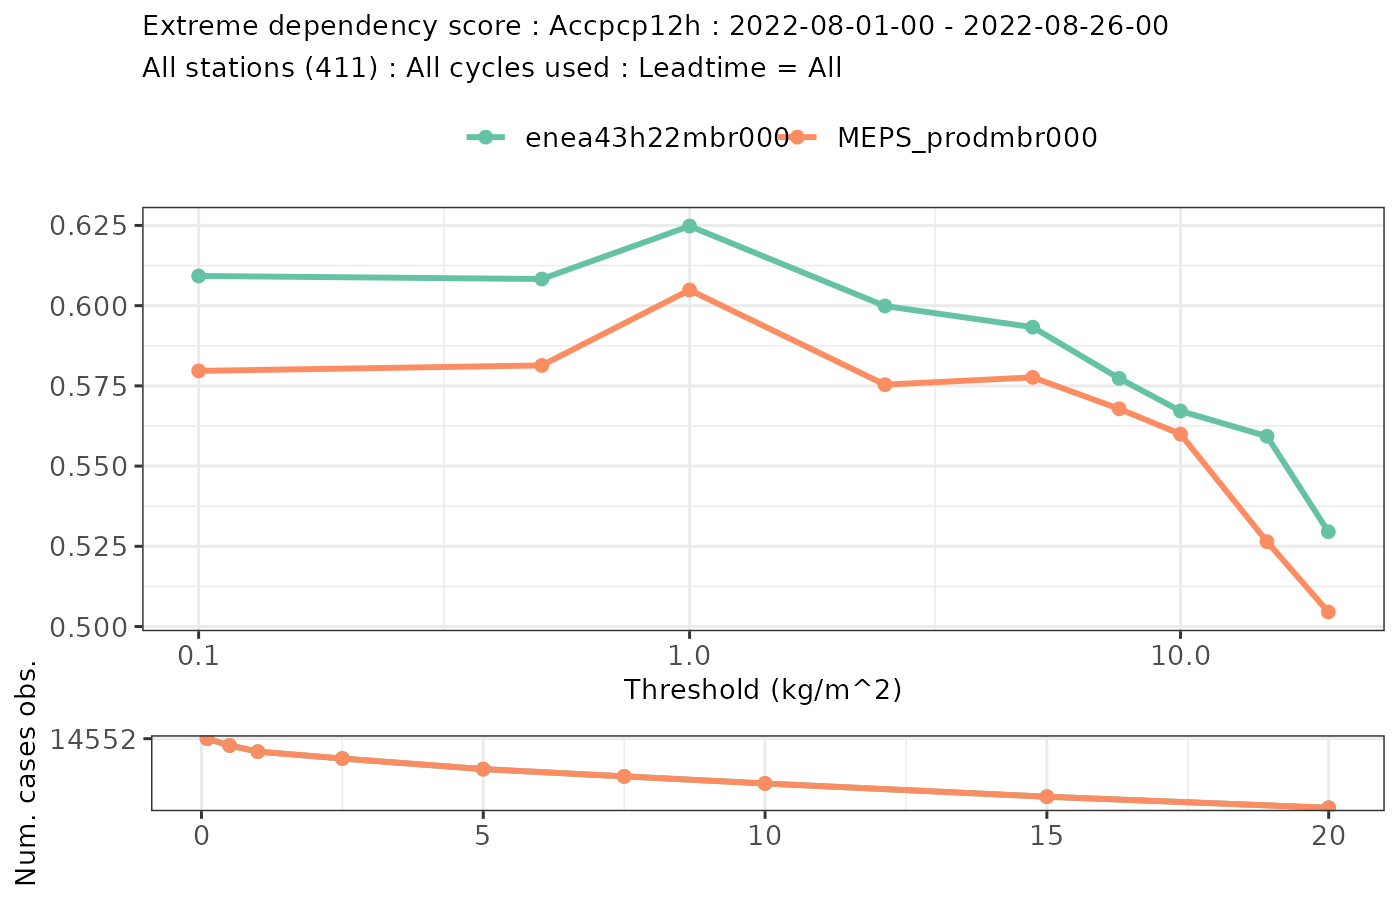 Extreme dependency score : Accpcp12h : 2022-08-01-00 - 2022-08-26-00
All stations (411) : All cycles used : Leadtime = All
enea43h22mbr000 MEPS_prodmbr000
0.625
0.600
0.575
0.550
0.525
0.500
0.1 1.0 10.0
Threshold (kg/m^2)
Num. cases obs.
14552
0 5 10 15 20